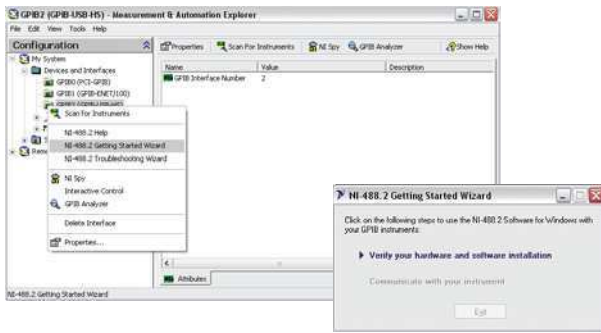 GPIB2 (GPIB-USB-HS) - Measurement & Automation Explorer
File Edit View Tools Help
Configuration
Properties Scan For Instruments NI Spy GPIB Analyzer Show Help
My System
Devices and Interfaces
GPIB0 (PCI-GPIB)
GPIB1 (GPIB-ENET/100)
Name Value Description
GPIB Interface Number 2
Scan for Instruments
NI-488.2 Help
NI-488.2 Getting Started Wizard
NI-488.2 Troubleshooting Wizard
NI Spy
Interactive Control
GPIB Analyzer
Delete Interface
Properties...
Attributes
NI-488.2 Getting Started Wizard
NI-488.2 Getting Started Wizard
Click on the following steps to use the NI-488.2 Software for Windows with
your GPIB instruments:
Verify your hardware and software installation
Communicate with your instrument
Exit